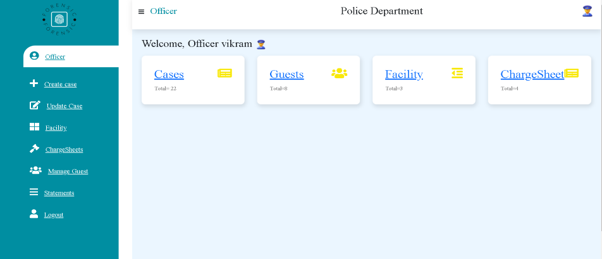 Officer
Police Department
Officer
Create case
Update Case
Facility
ChargeSheets
Manage Guest
Statements
Logout
Welcome, Officer vikram
Cases
Total= 22
Guests
Total=8
Facility
Total=3
ChargeSheet
Total=4